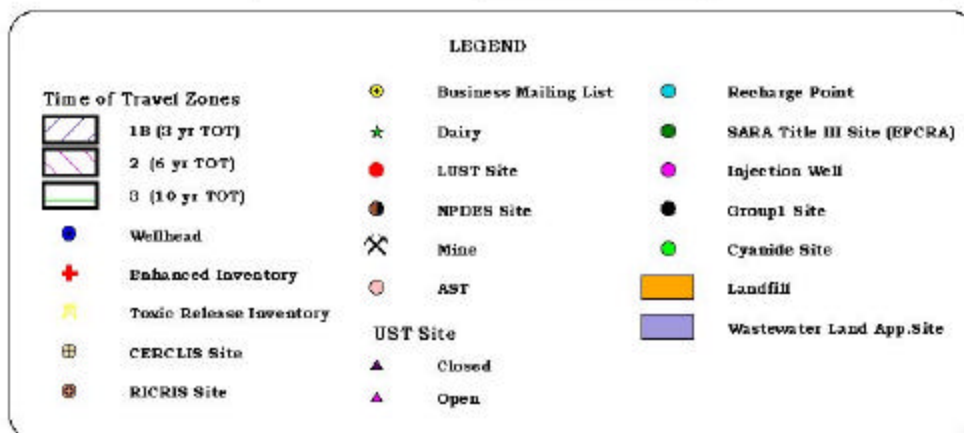 LEGEND
Time of Travel Zones
1B (3 yr TOT)
2 (6 yr TOT)
3 (10 yr TOT)
Wellhead
Enhanced Inventory
Toxic Release Inventory
CERCLIS Site
RICRIS Site
Business Mailing List
Dairy
LUST Site
NPDES Site
Mine
AST
UST Site
Closed
Open
Recharge Point
SARA Title III Site (EPCRA)
Injection Well
Group1 Site
Cyanide Site
Landfill
Wastewater Land App.Site